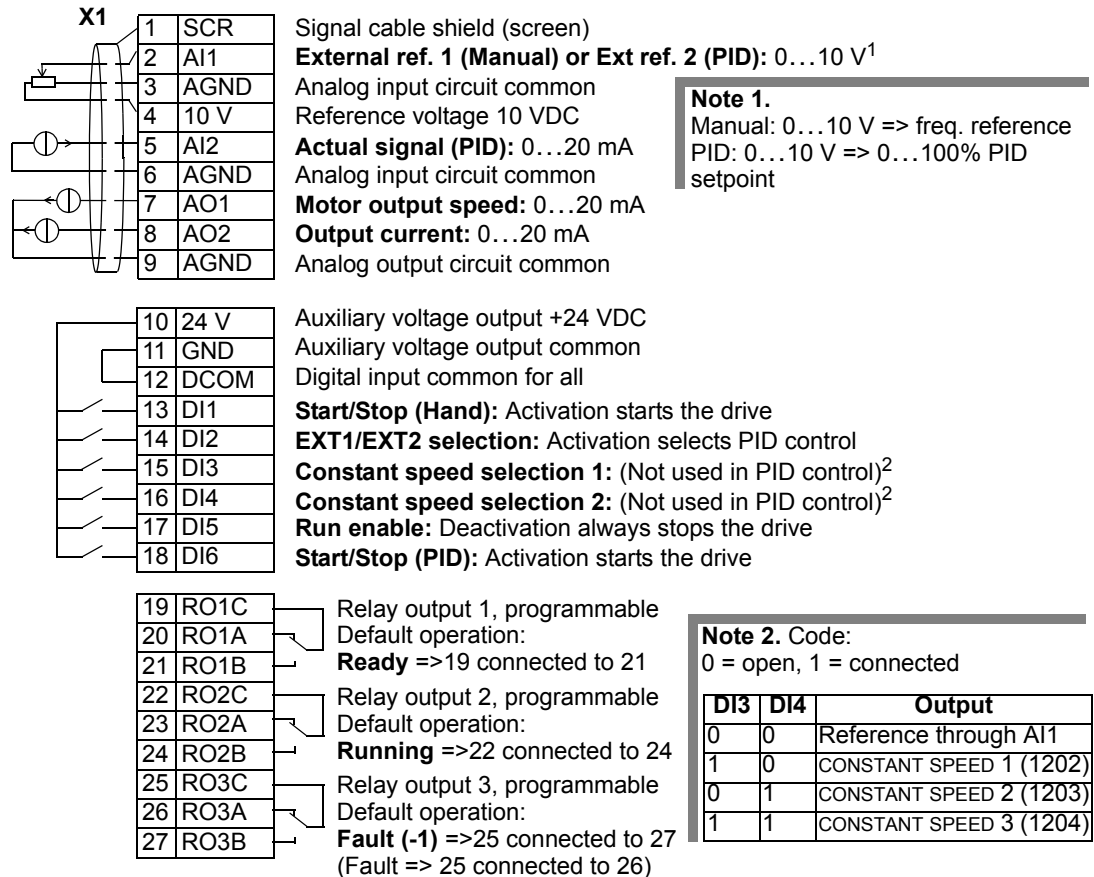 X1
1 SCR Signal cable shield (screen)
2 AI1 External ref. 1 (Manual) or Ext ref. 2 (PID): 0…10 V1
3 AGND Analog input circuit common
4 10 V Reference voltage 10 VDC
5 AI2 Actual signal (PID): 0…20 mA
6 AGND Analog input circuit common
7 AO1 Motor output speed: 0…20 mA
8 AO2 Output current: 0…20 mA
9 AGND Analog output circuit common
Note 1.
Manual: 0…10 V => freq. reference
PID: 0…10 V => 0…100% PID
setpoint
10 24 V Auxiliary voltage output +24 VDC
11 GND Auxiliary voltage output common
12 DCOM Digital input common for all
13 DI1 Start/Stop (Hand): Activation starts the drive
14 DI2 EXT1/EXT2 selection: Activation selects PID control
15 DI3 Constant speed selection 1: (Not used in PID control)2
16 DI4 Constant speed selection 2: (Not used in PID control)2
17 DI5 Run enable: Deactivation always stops the drive
18 DI6 Start/Stop (PID): Activation starts the drive
19 RO1C Relay output 1, programmable
20 RO1A Default operation:
21 RO1B Ready =>19 connected to 21
22 RO2C Relay output 2, programmable
23 RO2A Default operation:
24 RO2B Running =>22 connected to 24
25 RO3C Relay output 3, programmable
26 RO3A Default operation:
27 RO3B Fault (-1) =>25 connected to 27
(Fault => 25 connected to 26)
Note 2. Code:
0 = open, 1 = connected
DI3 DI4 Output
0 0 Reference through AI1
1 0 CONSTANT SPEED 1 (1202)
0 1 CONSTANT SPEED 2 (1203)
1 1 CONSTANT SPEED 3 (1204)